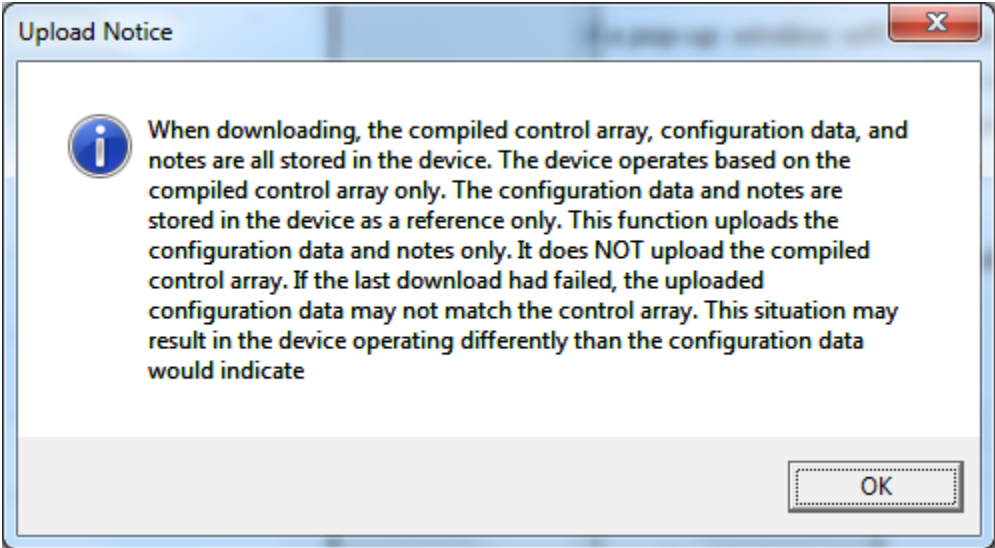 Upload Notice
When downloading, the compiled control array, configuration data, and
notes are all stored in the device. The device operates based on the
compiled control array only. The configuration data and notes are
stored in the device as a reference only. This function uploads the
configuration data and notes only. It does NOT upload the compiled
control array. If the last download had failed, the uploaded
configuration data may not match the control array. This situation may
result in the device operating differently than the configuration data
would indicate
OK